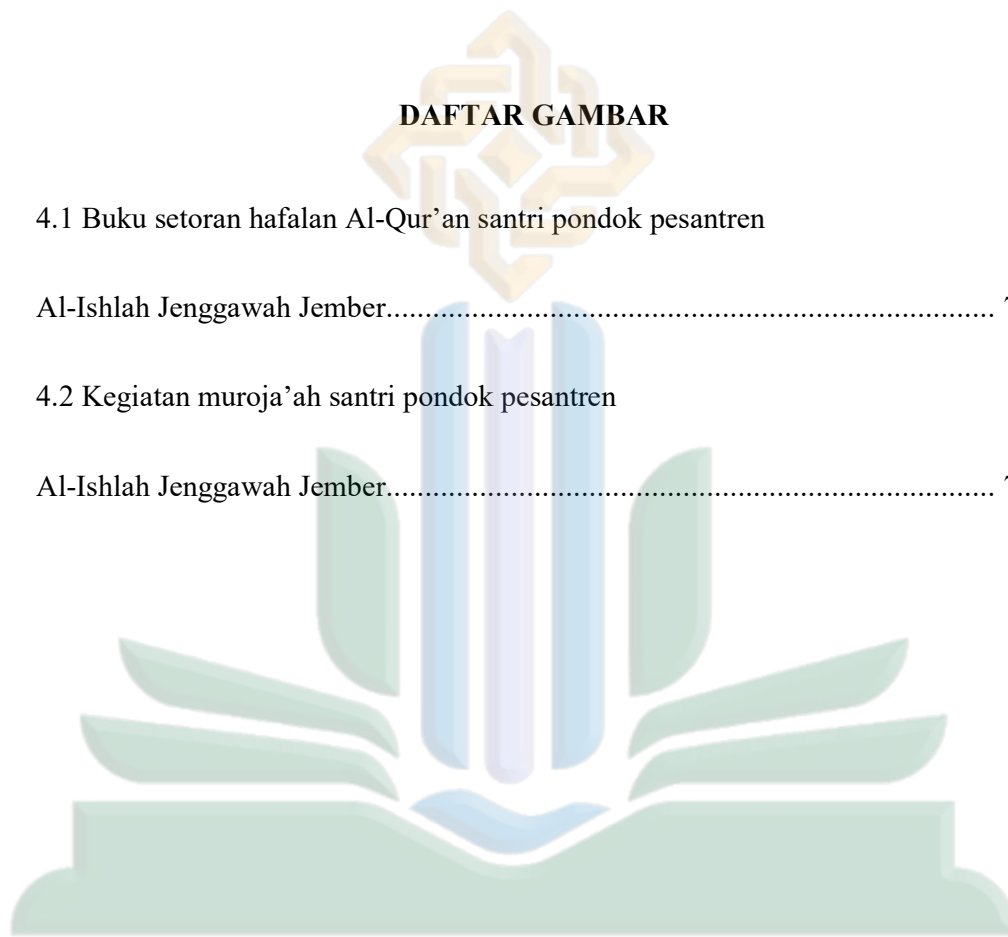 DAFTAR GAMBAR
4.1 Buku setoran hafalan Al-Qur’an santri pondok pesantren
Al-Ishlah Jenggawah Jember...............................................................................
4.2 Kegiatan muroja’ah santri pondok pesantren
Al-Ishlah Jenggawah Jember...............................................................................